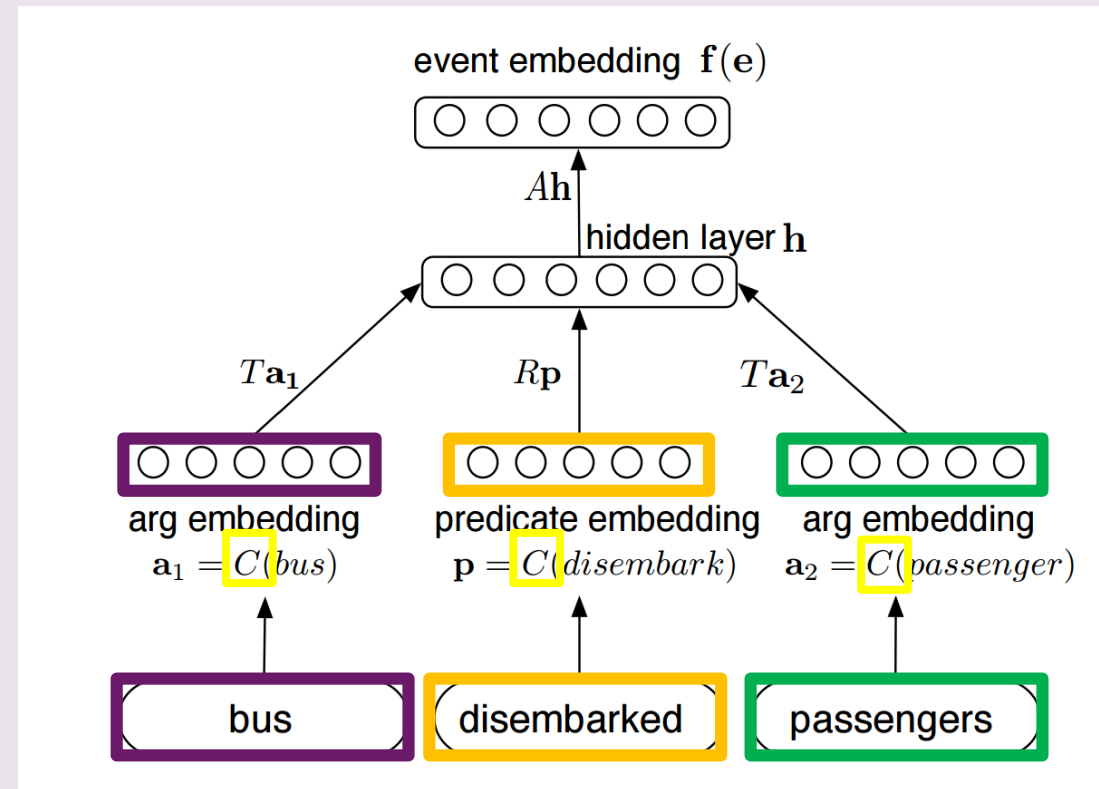 event embedding f(e)
Ah
hidden layer h
Ta₁ Rp Ta₂
arg embedding predicate embedding arg embedding
a₁ = C(bus) p = C(disembark) a₂ = C(passenger)
bus disembarked passengers